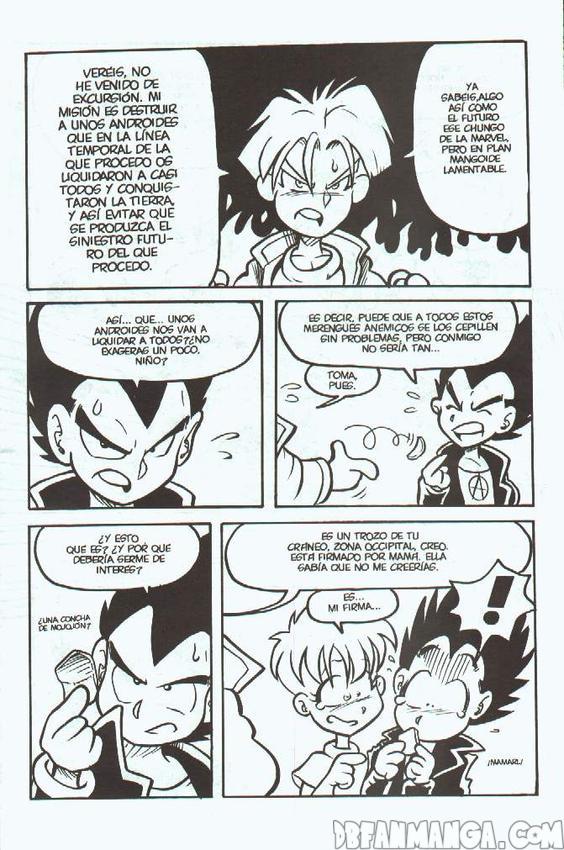 VERÉIS, NO
HE VENIDO DE
EXCURSIÓN. MI
MISIÓN ES DESTRUIR
A UNOS ANDROIDES
QUE EN LA LÍNEA
TEMPORAL DE LA
QUE PROCEDO OS
LIQUIDARON A CASI
TODOS Y CONQUIS-
TARON LA TIERRA,
Y ASÍ EVITAR QUE
SE PRODUZCA EL
SINIESTRO FUTU-
RO DEL QUE
PROCEDO.
YA
SABEIS, ALGO
ASÍ COMO
EL FUTURO
ESE CHUNGO
DE LA MARVEL,
PERO EN PLAN
MANGOIDE
LAMENTABLE.
ASÍ... QUE... UNOS
ANDROIDES NOS VAN A
LIQUIDAR A TODOS? ¿NO
EXAGERAS UN POCO,
NIÑO?
ES DECIR, PUEDE QUE A TODOS ESTOS
MERENGUES ANÉMICOS SE LOS CEPILLEN
SIN PROBLEMAS, PERO CONMIGO
NO SERÍA TAN...
TOMA,
PUES.
¿Y ESTO
QUE ES? ¿Y POR QUE
DEBERÍA SERME DE
INTERES?
¿UNA CONCHA
DE MOJOJÓN?
ES UN TROZO DE TU
CRÁNEO, ZONA OCCIPITAL, CREO.
ESTÁ FIRMADO POR MAMÁ. ELLA
SABÍA QUE NO ME CREERÍAS.
ES...
MI FIRMA...
!
¡MAMARL!
DBFANMANGA.COM